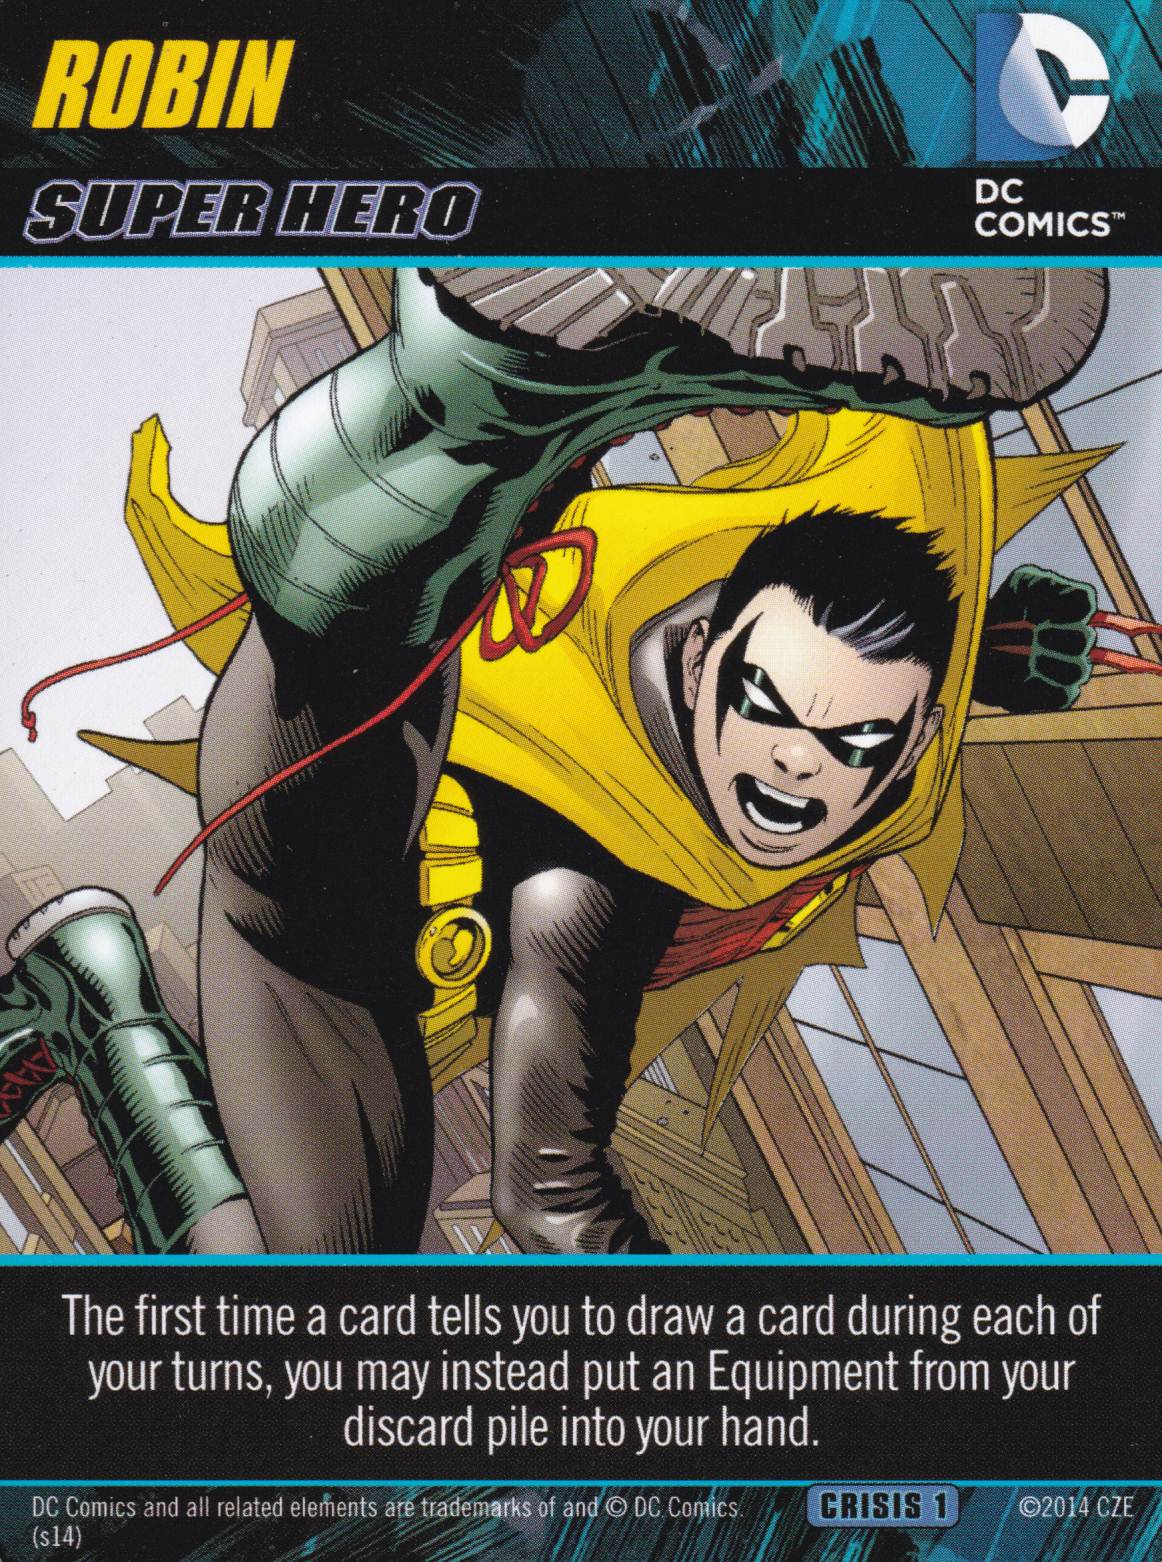 ROBIN
SUPER HERO
DC
COMICS™
The first time a card tells you to draw a card during each of
your turns, you may instead put an Equipment from your
discard pile into your hand.
DC Comics and all related elements are trademarks of and © DC Comics.
(s14)
CRISIS 1
©2014 CZE